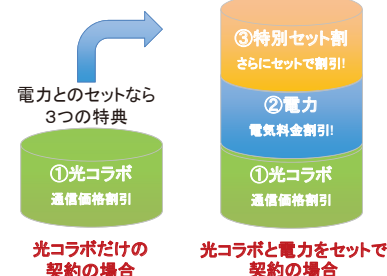 電力とのセットなら
３つの特典
①光コラボ
通信価格割引
光コラボだけの
契約の場合
③特別セット割
さらにセットで割引!
②電力
電気料金割引!
①光コラボ
通信価格割引
光コラボと電力をセットで
契約の場合